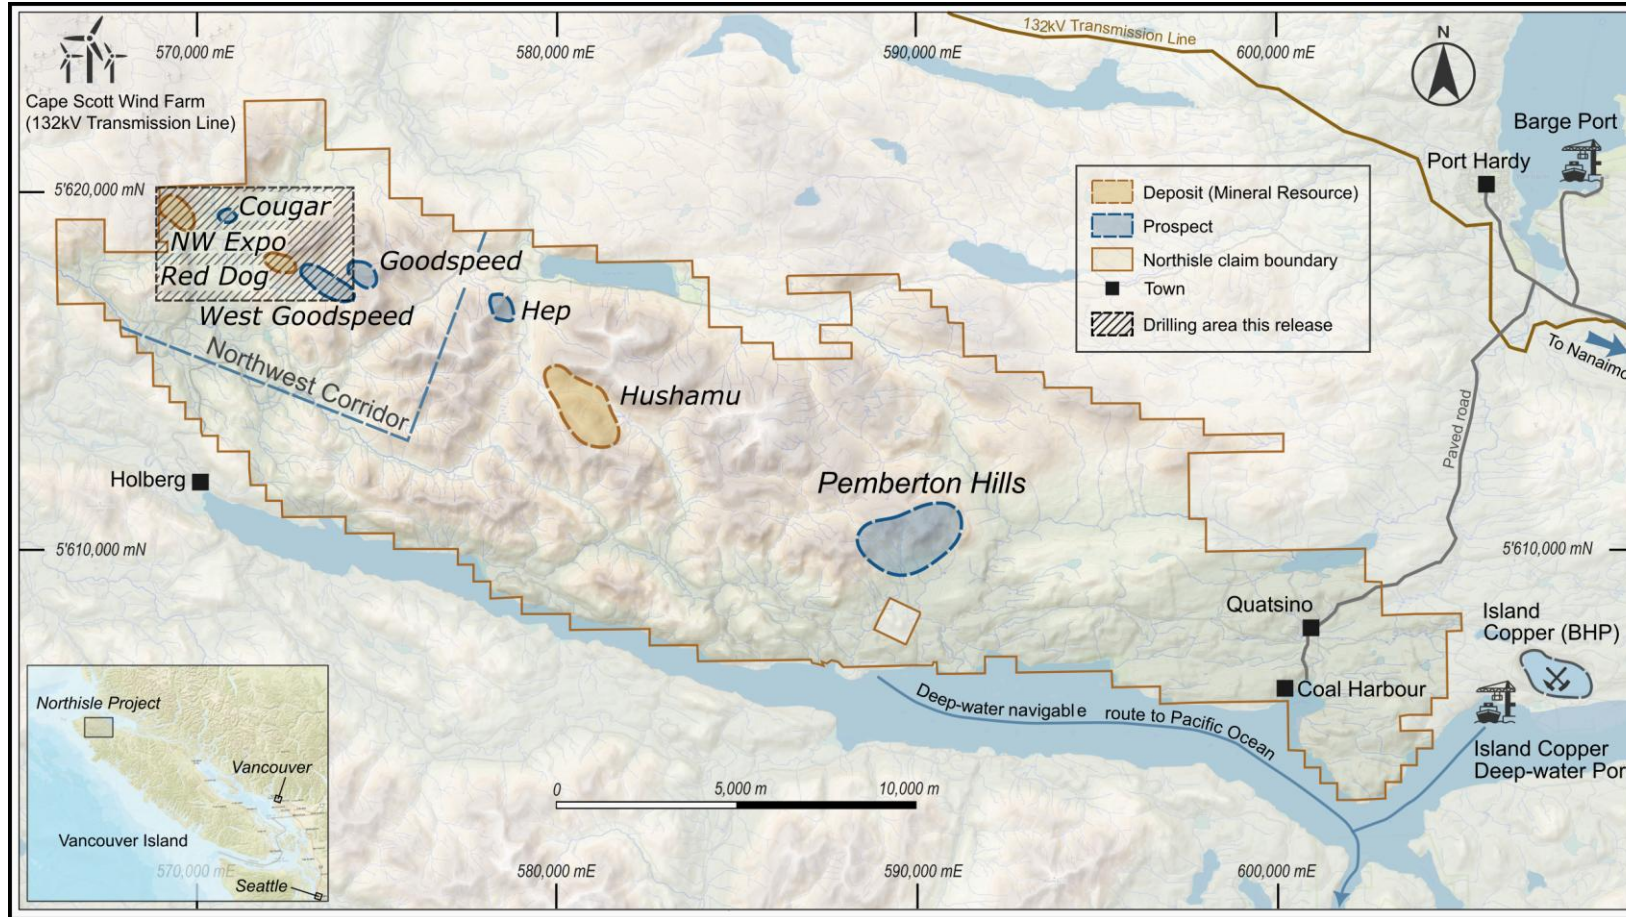 570,000 mE
580,000 mE
590,000 mE
600,000 mE
132kV Transmission Line
N
Cape Scott Wind Farm
(132kV Transmission Line)
Barge Port
Port Hardy
5'620,000 mN
Deposit (Mineral Resource)
Prospect
Northisle claim boundary
Town
Drilling area this release
Cougar
NW Expo
Red Dog
Goodspeed
West Goodspeed
Hep
Northwest Corridor
Hushamu
To Nanaimo
Paved road
Holberg
Pemberton Hills
5'610,000 mN
5'610,000 mN
Quatsino
Island
Copper (BHP)
Coal Harbour
Deep-water navigable route to Pacific Ocean
Island Copper
Deep-water Por
Northisle Project
Vancouver
Vancouver Island
Seattle
0
5,000 m
10,000 m
570,000 mE
580,000 mE
590,000 mE
600,000 mE